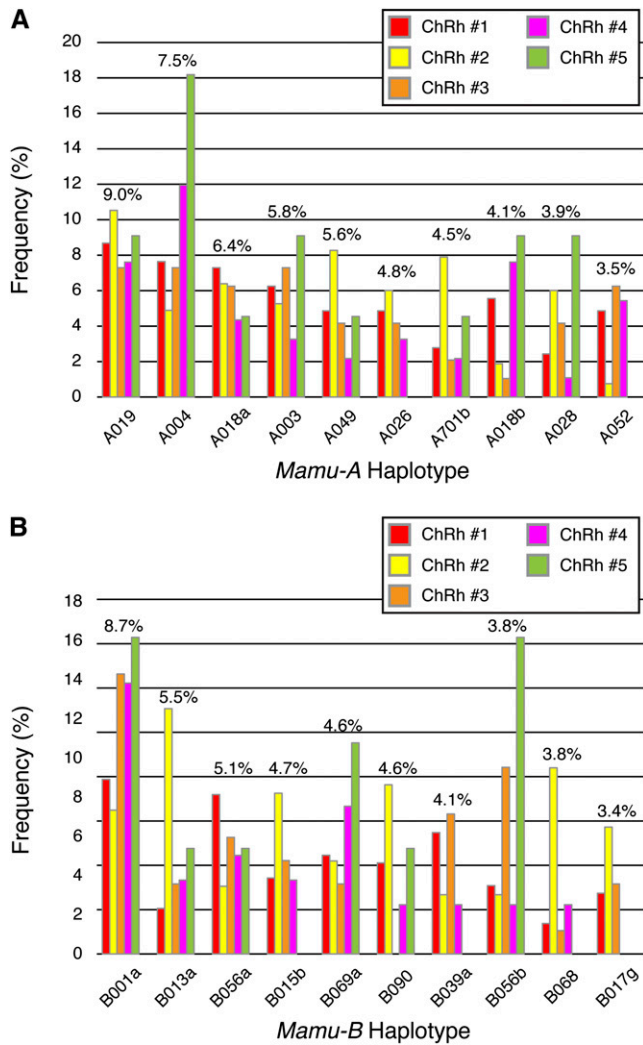 A
ChRh #1
ChRh #4
ChRh #2
ChRh #5
ChRh #3
Frequency (%)
20
18
16
14
12
10
8
6
4
2
0
9.0%
7.5%
6.4%
5.8%
5.6%
4.8%
4.5%
4.1%
3.9%
3.5%
A019
A004
A018a
A003
A049
A026
A701b
A018b
A028
A052
Mamu-A Haplotype
B
ChRh #1
ChRh #4
ChRh #2
ChRh #5
ChRh #3
Frequency (%)
18
16
14
12
10
8
6
4
2
0
8.7%
5.5%
5.1%
4.7%
4.6%
4.6%
4.1%
3.8%
3.8%
3.4%
B001a
B013a
B056a
B015b
B069a
B090
B039a
B056b
B068
B017g
Mamu-B Haplotype